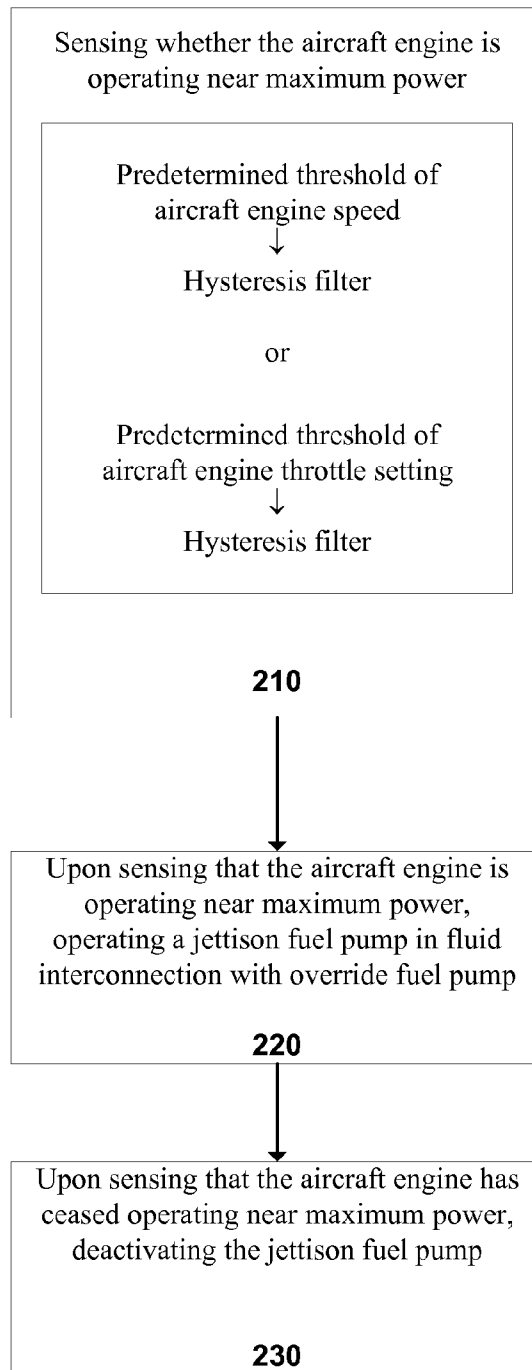 Sensing whether the aircraft engine is
operating near maximum power
Predetermined threshold of
aircraft engine speed
↓
Hysteresis filter
or
Predetermined threshold of
aircraft engine throttle setting
↓
Hysteresis filter
210
Upon sensing that the aircraft engine is
operating near maximum power,
operating a jettison fuel pump in fluid
interconnection with override fuel pump
220
Upon sensing that the aircraft engine has
ceased operating near maximum power,
deactivating the jettison fuel pump
230